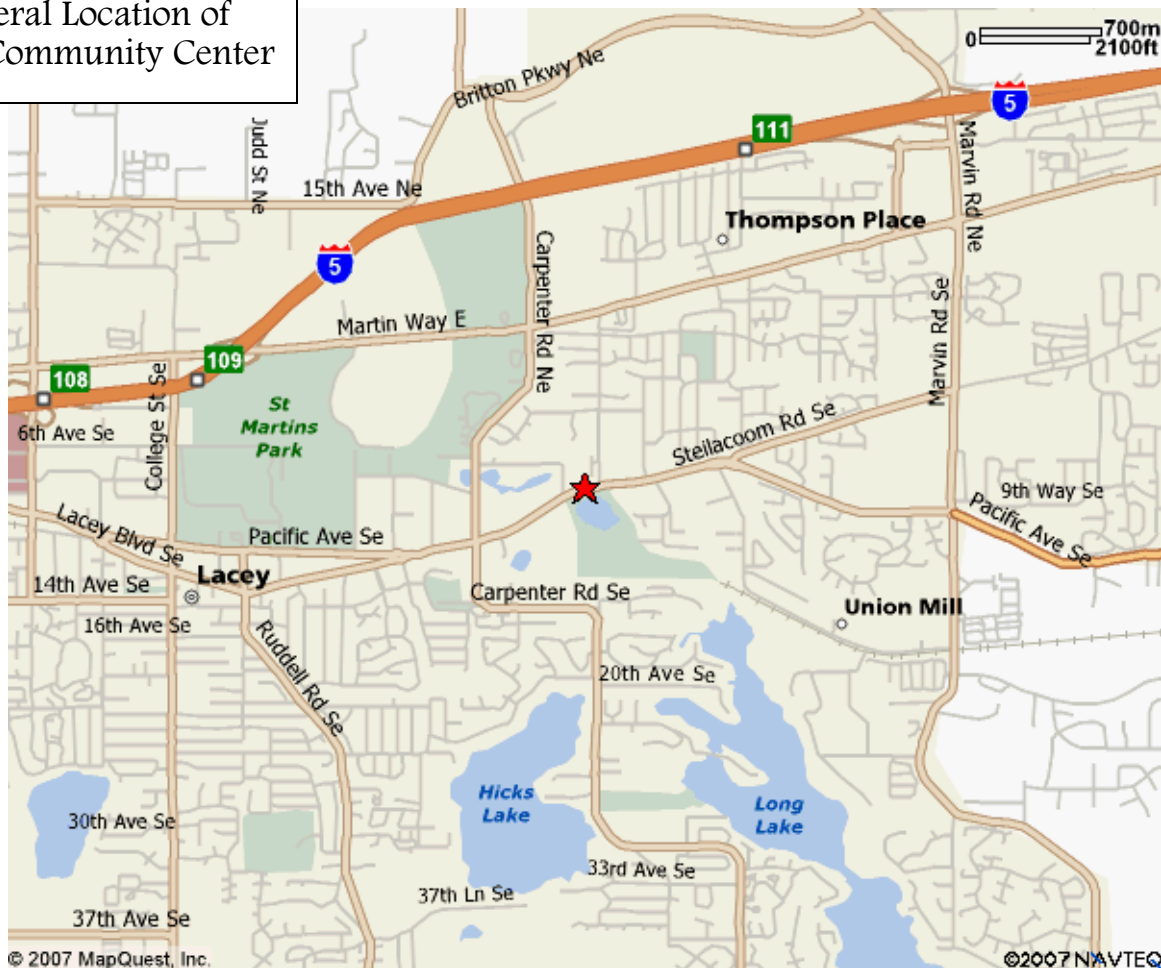 eral Location of
Community Center
0
700m
2100ft
Britton Pkwy Ne
5
111
Judd St Ne
Marvin Rd Ne
15th Ave Ne
Thompson Place
Carpenter Rd Ne
5
Martin Way E
Marvin Rd Se
109
108
College St Se
St
Martins
Park
6th Ave Se
Steilacoom Rd Se
9th Way Se
Pacific Ave Se
Lacey Blvd Se
Pacific Ave Se
14th Ave Se
Lacey
Carpenter Rd Se
Union Mill
16th Ave Se
Ruddell Rd Se
20th Ave Se
Hicks
Lake
Long
Lake
30th Ave Se
33rd Ave Se
37th Ln Se
37th Ave Se
© 2007 MapQuest, Inc.
©2007 NAVTEQ